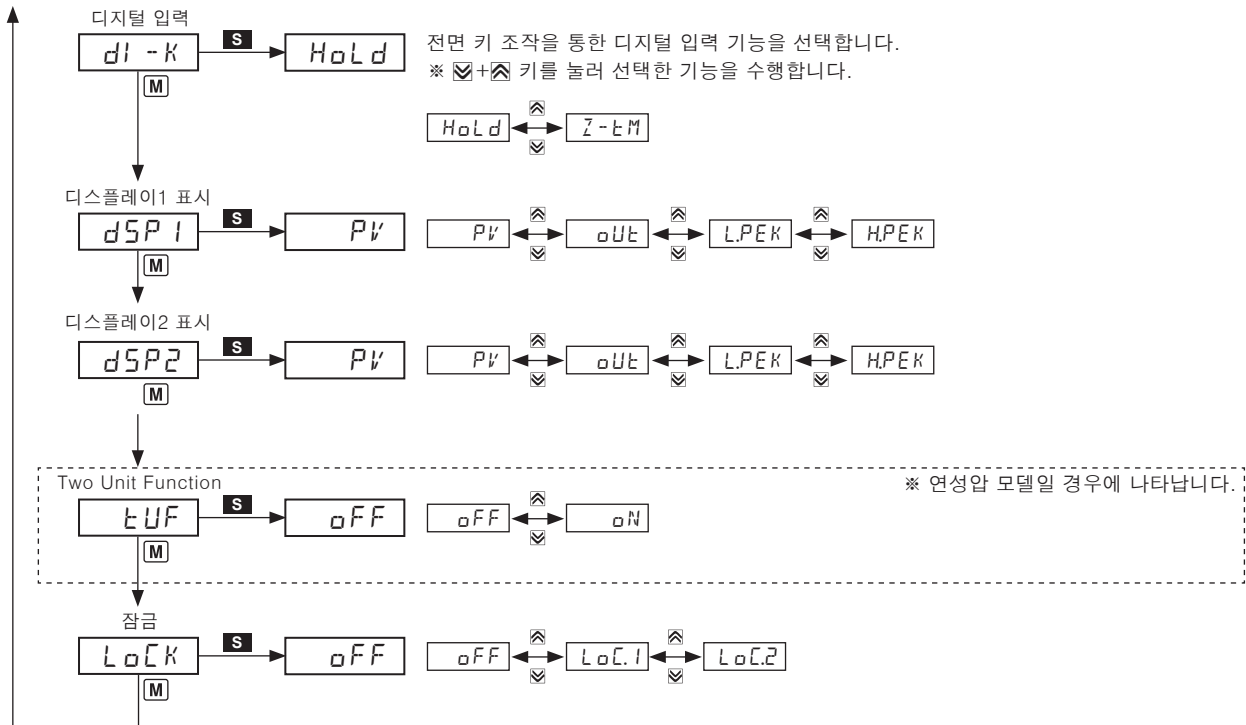 디지털 입력
dI -K S HoLd 전면 키 조작을 통한 디지털 입력 기능을 선택합니다.
M ※ + 키를 눌러 선택한 기능을 수행합니다.
HoLd Z-tM
디스플레이1 표시
dSP1 S PV PV oUt L.PEK H.PEK
M
디스플레이2 표시
dSP2 S PV PV oUt L.PEK H.PEK
M
Two Unit Function ※ 연성압 모델일 경우에 나타납니다.
tUF S oFF oFF oN
M
잠금
LoCK S oFF oFF LoC.1 LoC.2
M